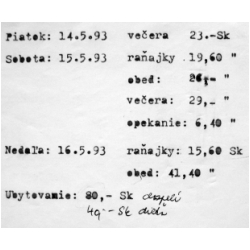 Piatok: 14.5.93 večera 23.-Sk
Sobota: 15.5.93 raňajky 19,60 "
obed: 26,- "
večera: 29,- "
opekanie: 6,40 "
Nedaľa: 16.5.93 raňajky: 15,60 Sk
obed: 41,40 "
Ubytovanie: 80,- Sk dospelí
40.- Sk deti